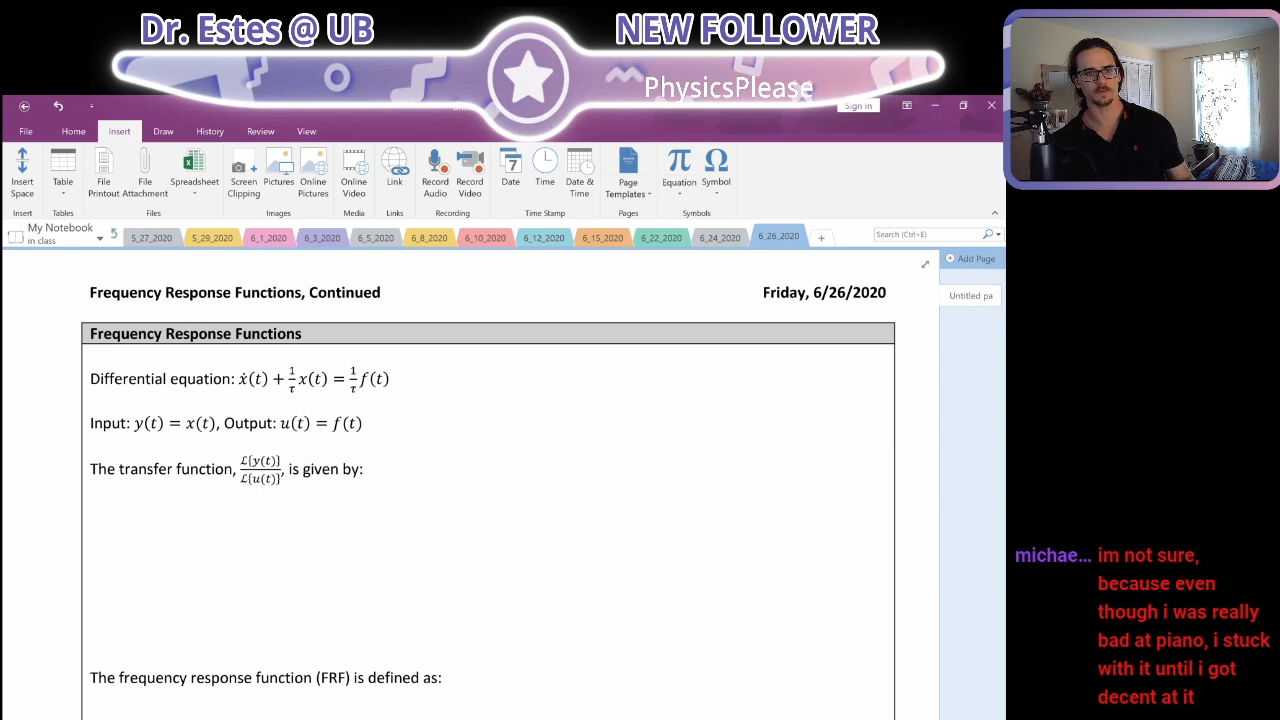 Dr. Estes @ UB
NEW FOLLOWER
PhysicsPlease
Sign in
File Home Insert Draw History Review View
Insert Space
Table
File Printout
File Attachment
Spreadsheet
Screen Clipping
Pictures
Online Pictures
Online Video
Link
Record Audio
Record Video
7
Date
Time
Date & Time
Page Templates
π Equation
Ω Symbol
Insert Tables Files Images Media Links Recording Time Stamp Pages Symbols
My Notebook
in class
5_27_2020 5_29_2020 6_1_2020 6_3_2020 6_5_2020 6_8_2020 6_10_2020 6_12_2020 6_15_2020 6_22_2020 6_24_2020 6_26_2020 +
Search (Ctrl+E)
Add Page
Untitled pa
Frequency Response Functions, Continued Friday, 6/26/2020
Frequency Response Functions
Differential equation: ẋ(t) + 1/τ x(t) = 1/τ f(t)
Input: y(t) = x(t), Output: u(t) = f(t)
The transfer function, ℒ{y(t)}/ℒ{u(t)}, is given by:
The frequency response function (FRF) is defined as:
michae… im not sure,
because even
though i was really
bad at piano, i stuck
with it until i got
decent at it